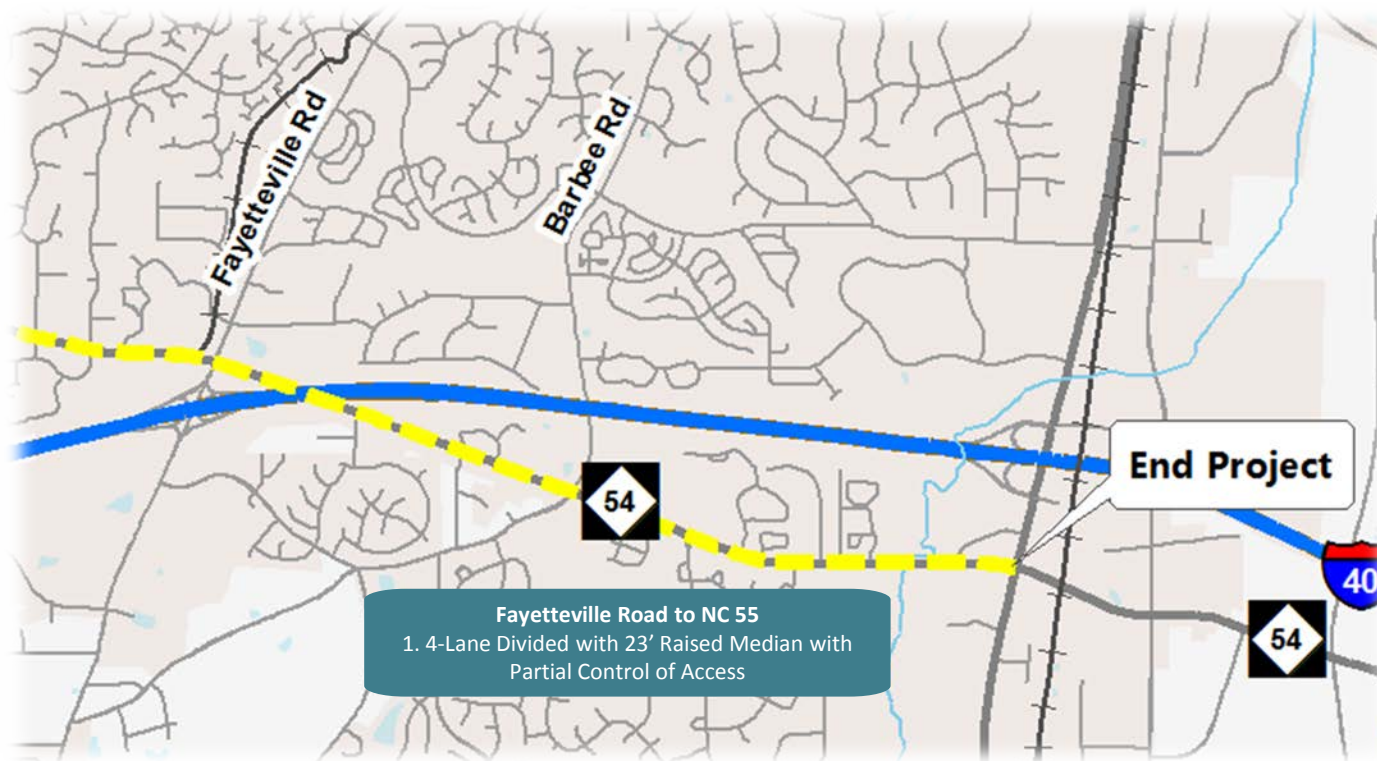 Fayetteville Rd
Barbee Rd
End Project
54
40
54
Fayetteville Road to NC 55
1. 4-Lane Divided with 23’ Raised Median with
Partial Control of Access